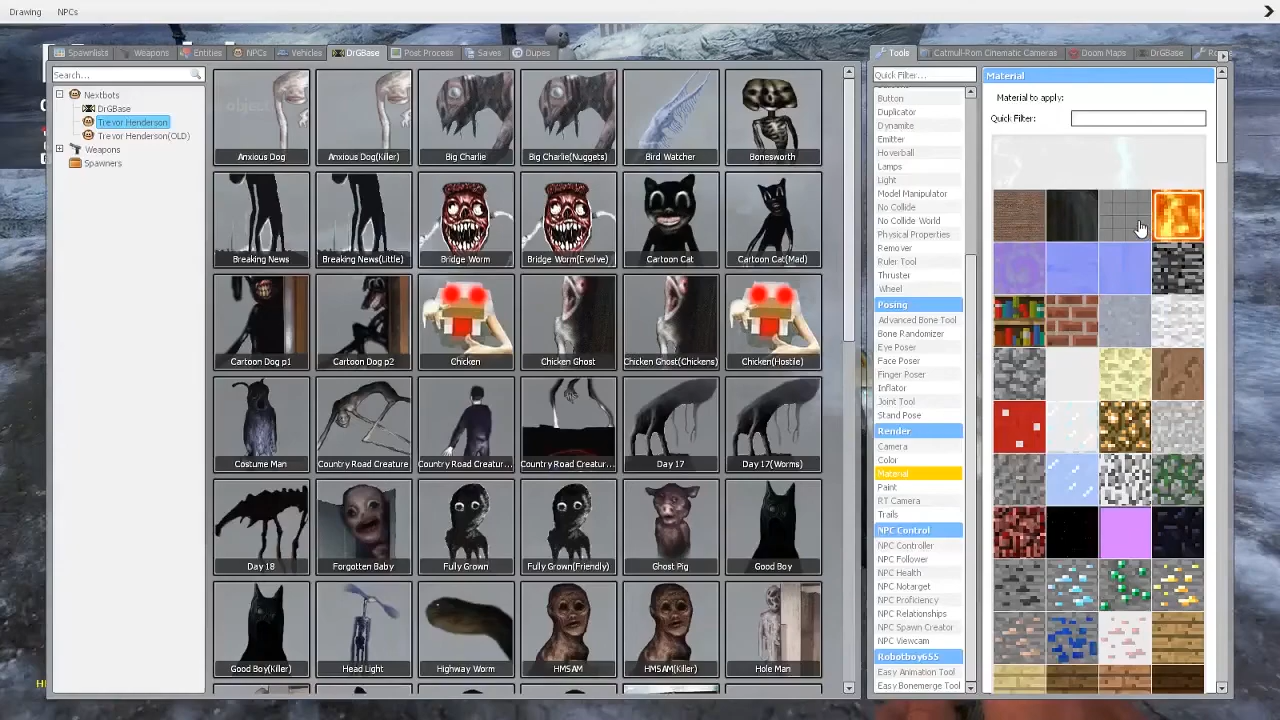 Drawing NPCs
Spawnlists Weapons Entities NPCs Vehicles DrGBase Post Process Saves Dupes
Tools Catmull-Rom Cinematic Cameras Doom Maps DrGBase
Search...
Nextbots
DrGBase
Trevor Henderson
Trevor Henderson(OLD)
Weapons
Spawners
Anxious Dog Anxious Dog(Killer) Big Charlie Big Charlie(Nuggets) Bird Watcher Bonesworth
Breaking News Breaking News(Little) Bridge Worm Bridge Worm(Evolve) Cartoon Cat Cartoon Cat(Mad)
Cartoon Dog p1 Cartoon Dog p2 Chicken Chicken Ghost Chicken Ghost(Chickens) Chicken(Hostile)
Costume Man Country Road Creature Country Road Creatur... Country Road Creatur... Day 17 Day 17(Worms)
Day 18 Forgotten Baby Fully Grown Fully Grown(Friendly) Ghost Pig Good Boy
Good Boy(Killer) Head Light Highway Worm HMSAM HMSAM(Killer) Hole Man
Quick Filter...
Button
Duplicator
Dynamite
Emitter
Hoverball
Lamps
Light
Model Manipulator
No Collide
No Collide World
Physical Properties
Remover
Ruler Tool
Thruster
Wheel
Posing
Advanced Bone Tool
Bone Randomizer
Eye Poser
Face Poser
Finger Poser
Inflator
Joint Tool
Stand Pose
Render
Camera
Color
Material
Paint
RT Camera
Trails
NPC Control
NPC Controller
NPC Follower
NPC Health
NPC Notarget
NPC Proficiency
NPC Relationships
NPC Spawn Creator
NPC Viewcam
Robotboy655
Easy Animation Tool
Easy Bonemerge Tool
Material
Material to apply:
Quick Filter: